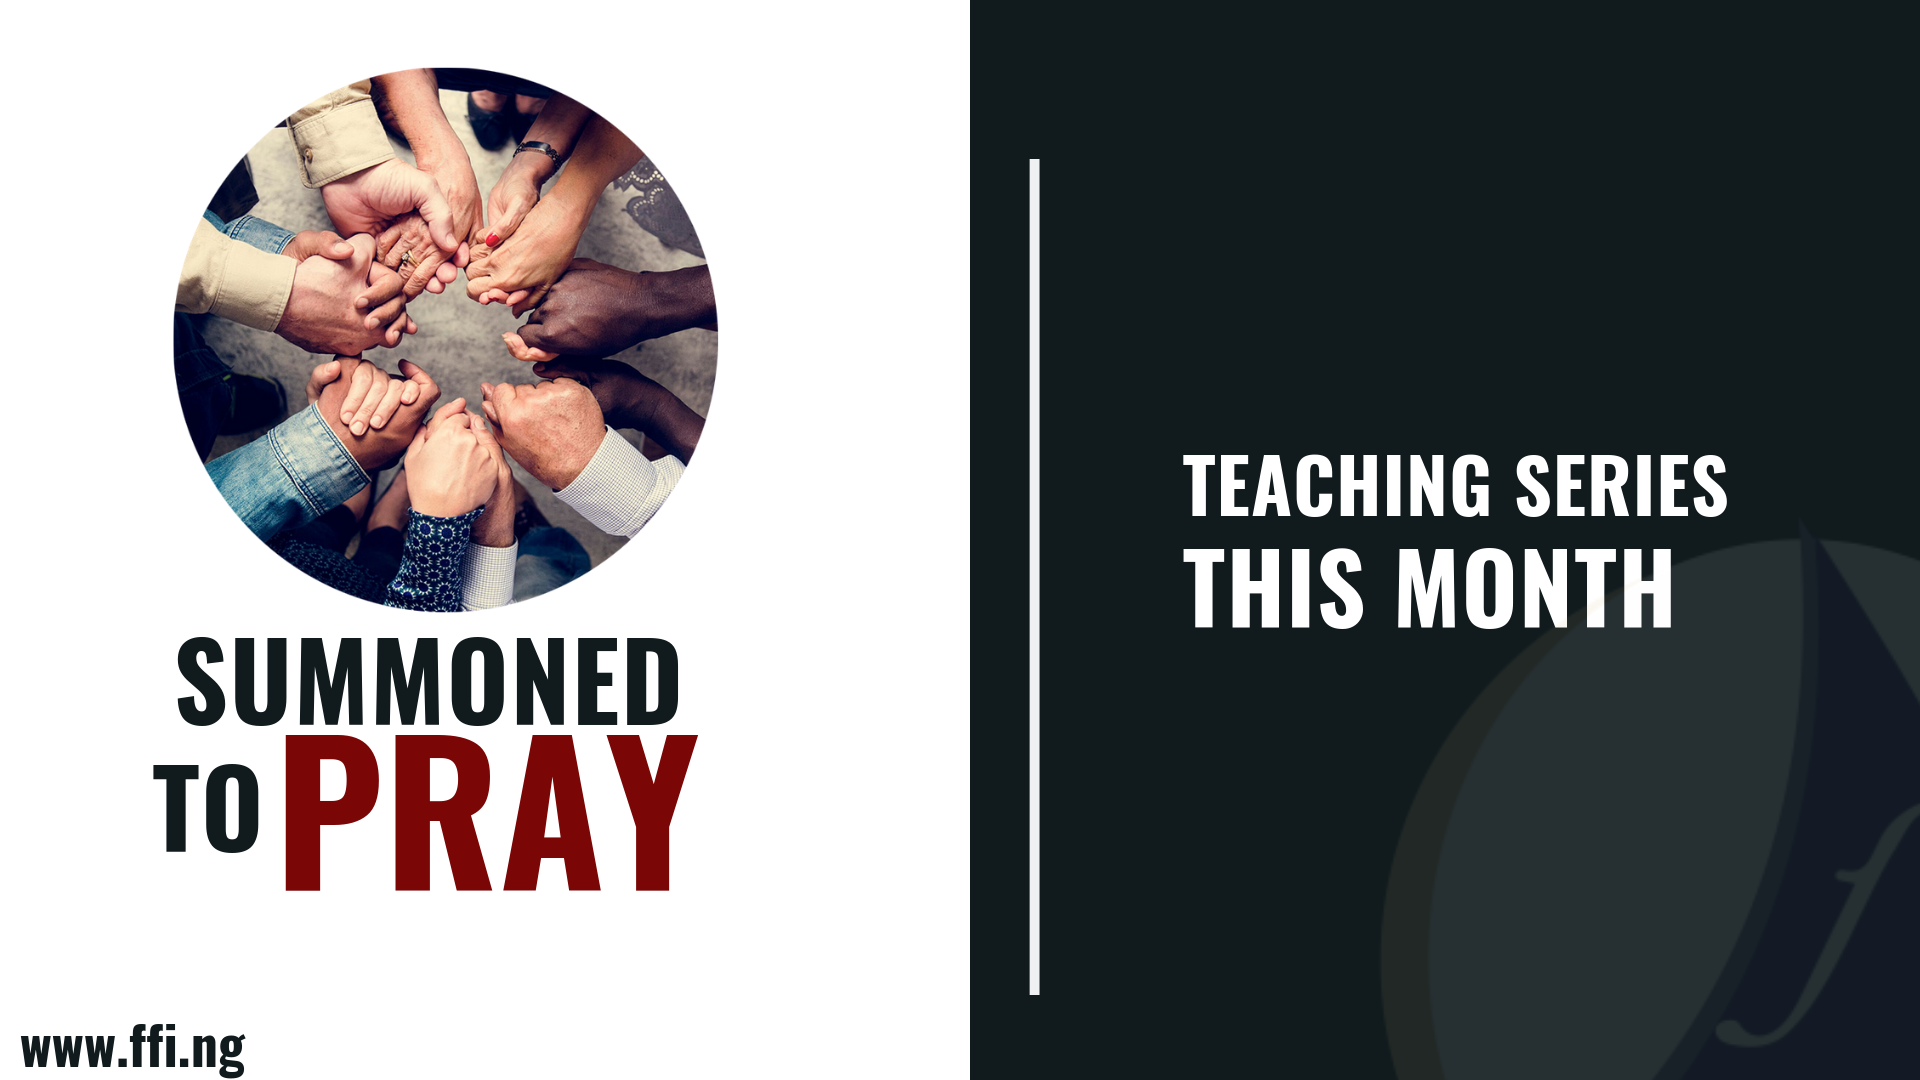 SUMMONED
TO PRAY
www.ffi.ng
TEACHING SERIES
THIS MONTH
f